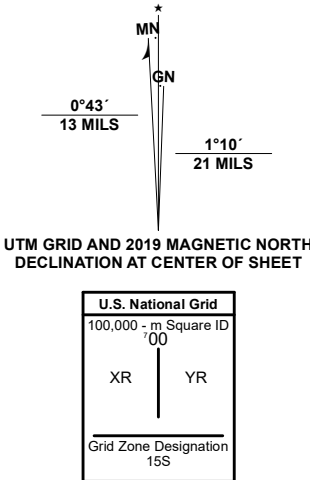 ★
MN
GN
0°43´
13 MILS
1°10´
21 MILS
UTM GRID AND 2019 MAGNETIC NORTH
DECLINATION AT CENTER OF SHEET
U.S. National Grid
100,000 - m Square ID
⁷00
XR YR
Grid Zone Designation
15S